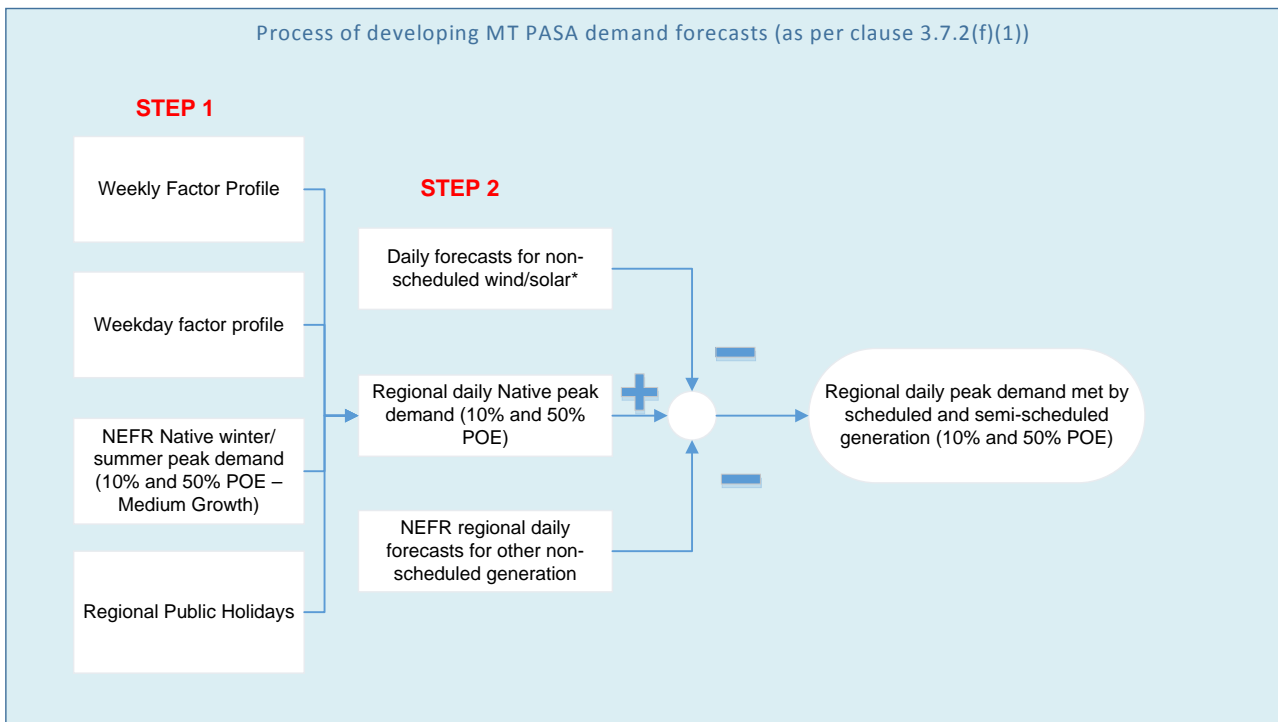 Process of developing MT PASA demand forecasts (as per clause 3.7.2(f)(1))
STEP 1
Weekly Factor Profile
Weekday factor profile
NEFR Native winter/
summer peak demand
(10% and 50% POE –
Medium Growth)
Regional Public Holidays
STEP 2
Daily forecasts for non-
scheduled wind/solar*
Regional daily Native peak
demand (10% and 50%
POE)
NEFR regional daily
forecasts for other non-
scheduled generation
Regional daily peak demand met by
scheduled and semi-scheduled
generation (10% and 50% POE)